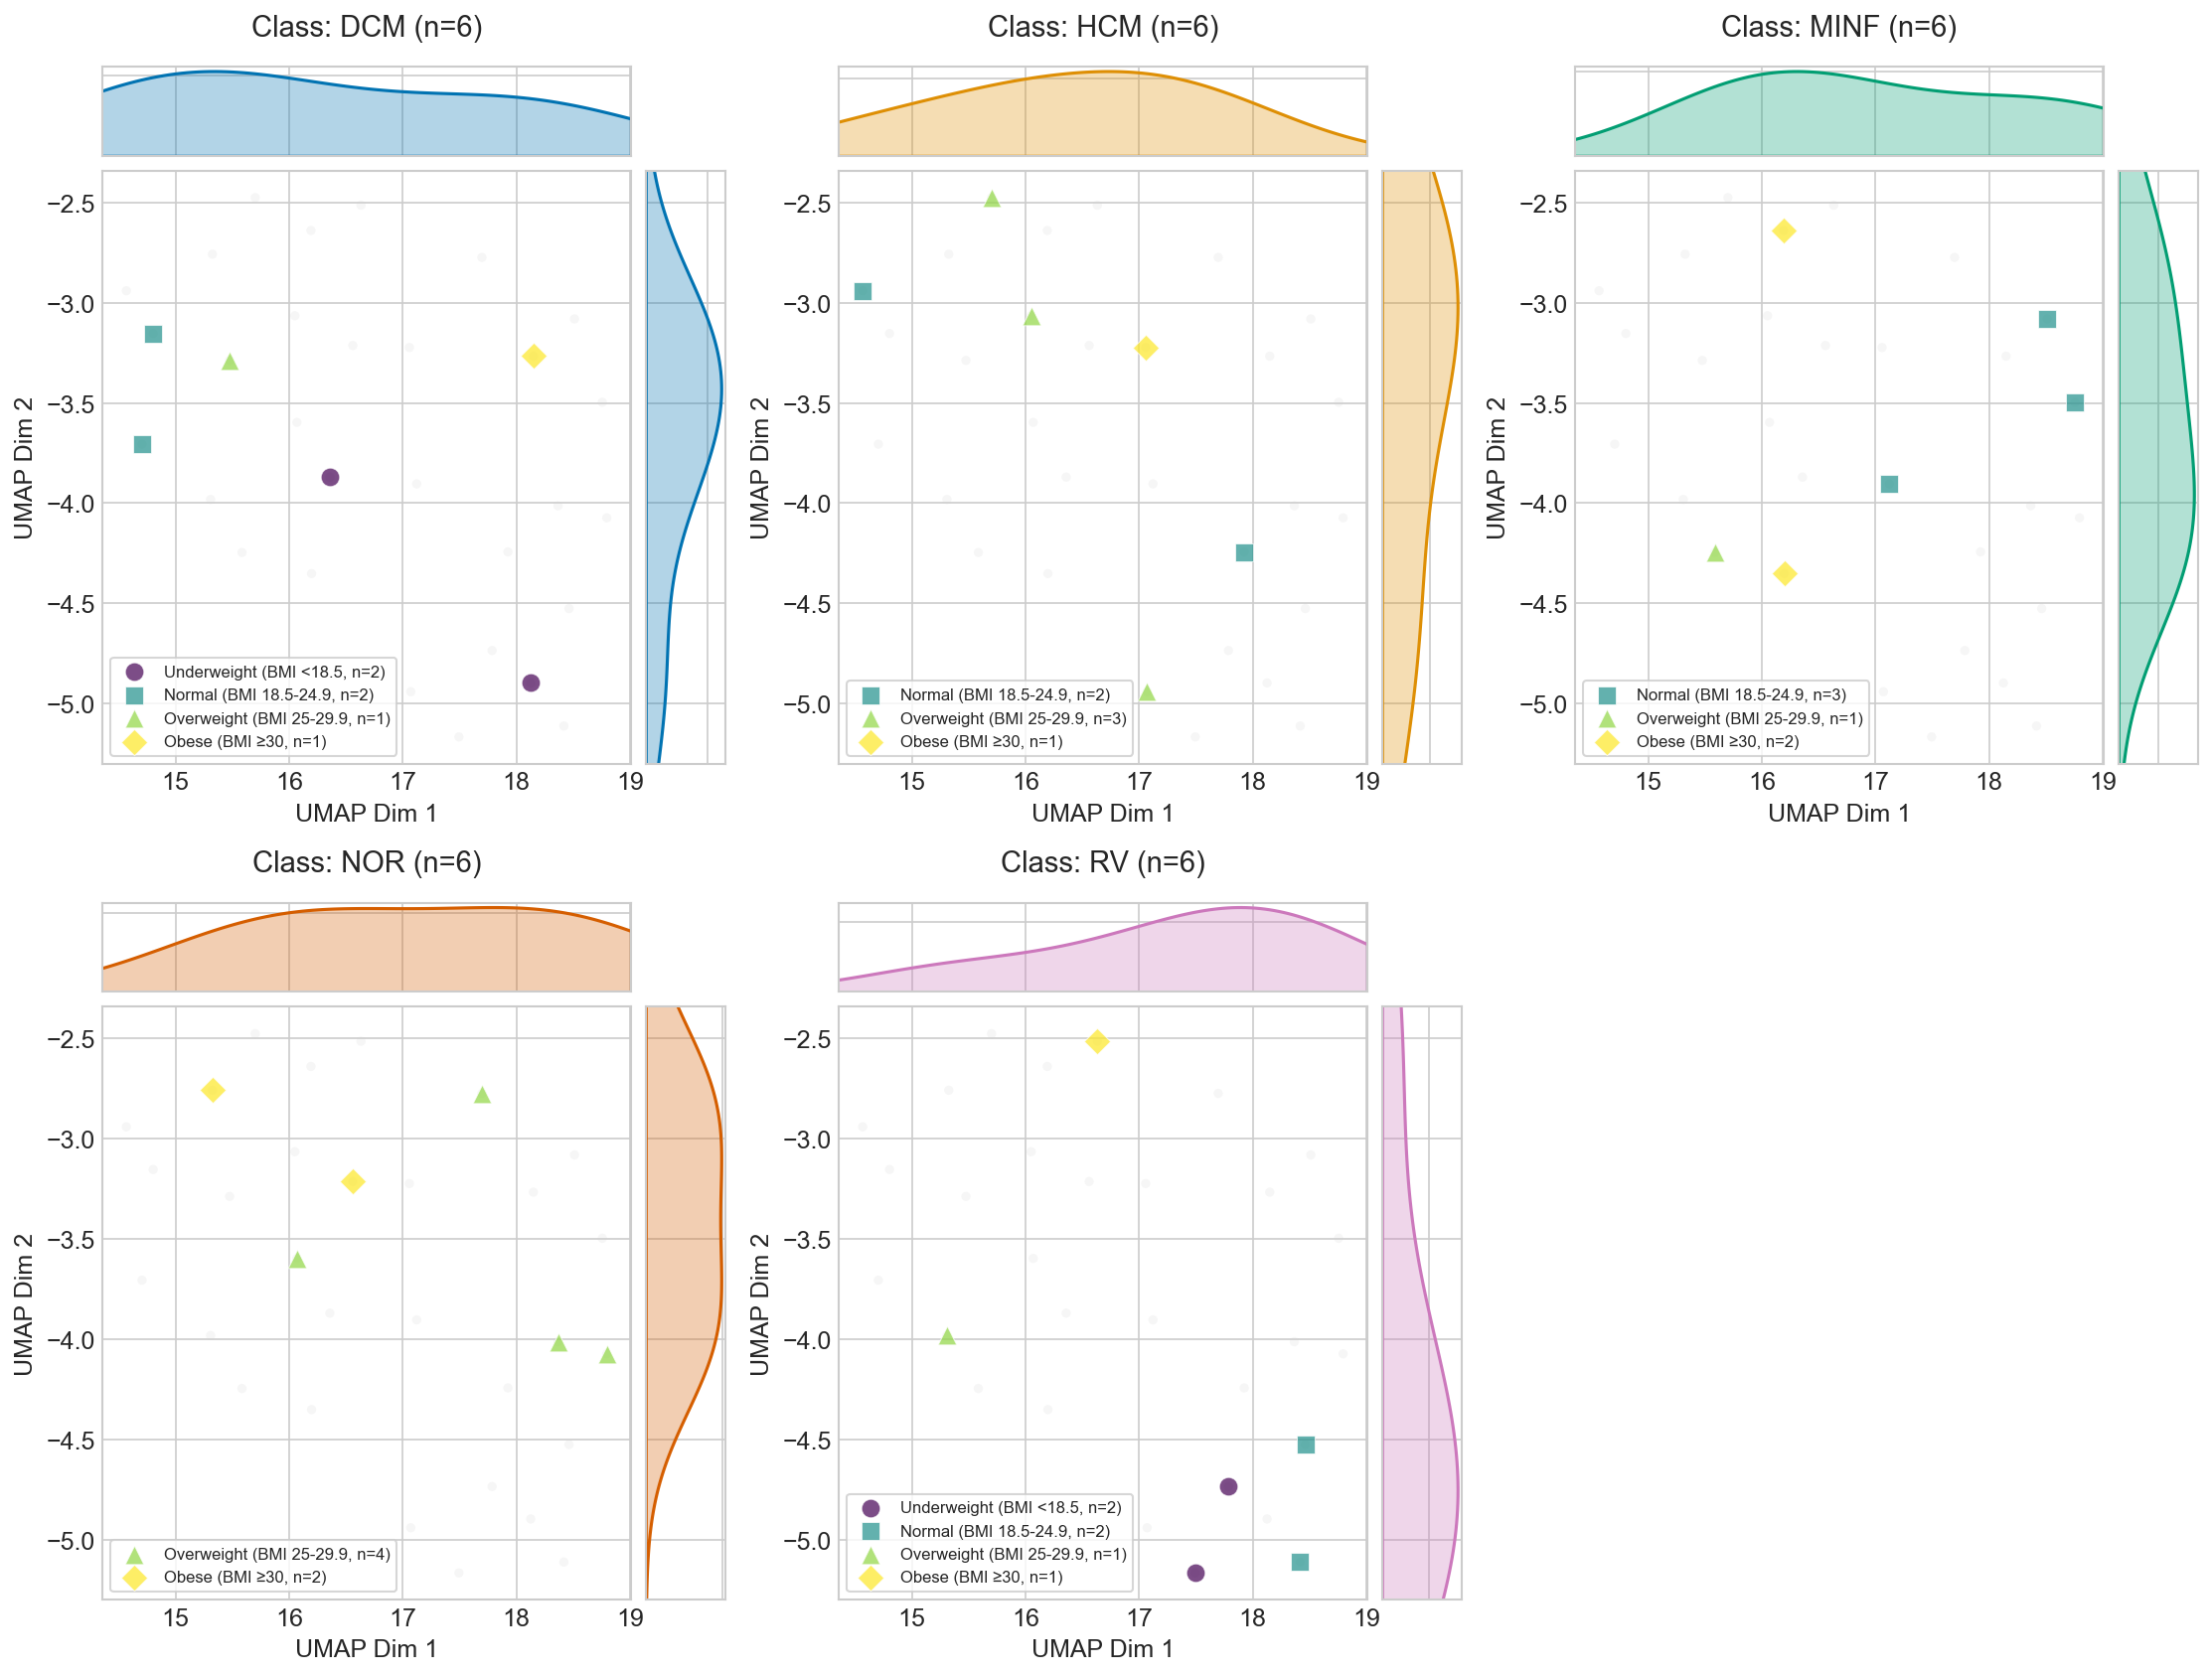 Class: DCM (n=6)
−2.5
−3.0
−3.5
−4.0
−4.5
−5.0
UMAP Dim 2
Underweight (BMI <18.5, n=2)
Normal (BMI 18.5-24.9, n=2)
Overweight (BMI 25-29.9, n=1)
Obese (BMI ≥30, n=1)
15 16 17 18 19
UMAP Dim 1
Class: HCM (n=6)
−2.5
−3.0
−3.5
−4.0
−4.5
−5.0
UMAP Dim 2
Normal (BMI 18.5-24.9, n=2)
Overweight (BMI 25-29.9, n=3)
Obese (BMI ≥30, n=1)
15 16 17 18 19
UMAP Dim 1
Class: MINF (n=6)
−2.5
−3.0
−3.5
−4.0
−4.5
−5.0
UMAP Dim 2
Normal (BMI 18.5-24.9, n=3)
Overweight (BMI 25-29.9, n=1)
Obese (BMI ≥30, n=2)
15 16 17 18 19
UMAP Dim 1
Class: NOR (n=6)
−2.5
−3.0
−3.5
−4.0
−4.5
−5.0
UMAP Dim 2
Overweight (BMI 25-29.9, n=4)
Obese (BMI ≥30, n=2)
15 16 17 18 19
UMAP Dim 1
Class: RV (n=6)
−2.5
−3.0
−3.5
−4.0
−4.5
−5.0
UMAP Dim 2
Underweight (BMI <18.5, n=2)
Normal (BMI 18.5-24.9, n=2)
Overweight (BMI 25-29.9, n=1)
Obese (BMI ≥30, n=1)
15 16 17 18 19
UMAP Dim 1